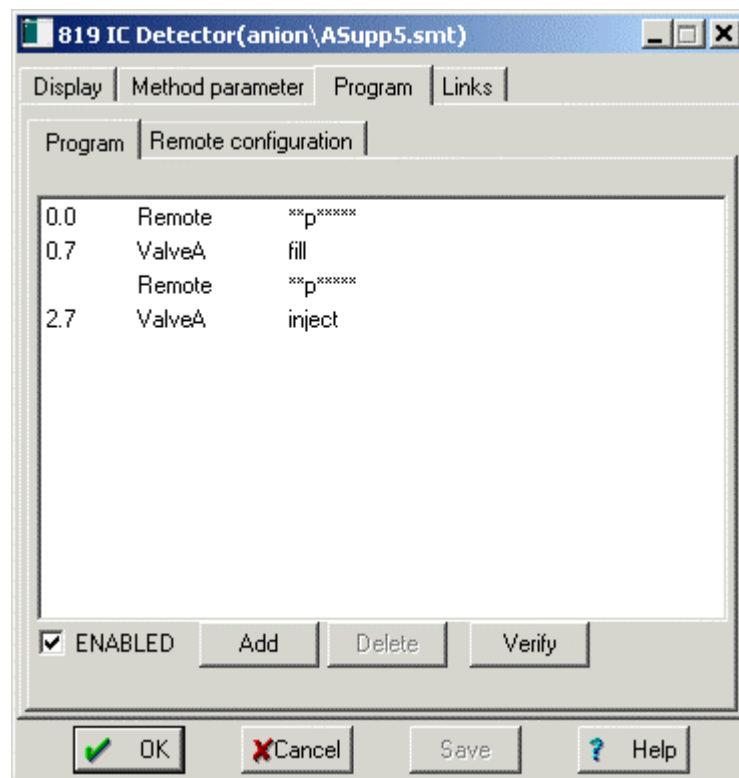 819 IC Detector(anion\ASupp5.smt)
Display Method parameter Program Links
Program Remote configuration
0.0 Remote **p*****
0.7 ValveA fill
Remote **p*****
2.7 ValveA inject
ENABLED Add Delete Verify
OK Cancel Save ? Help